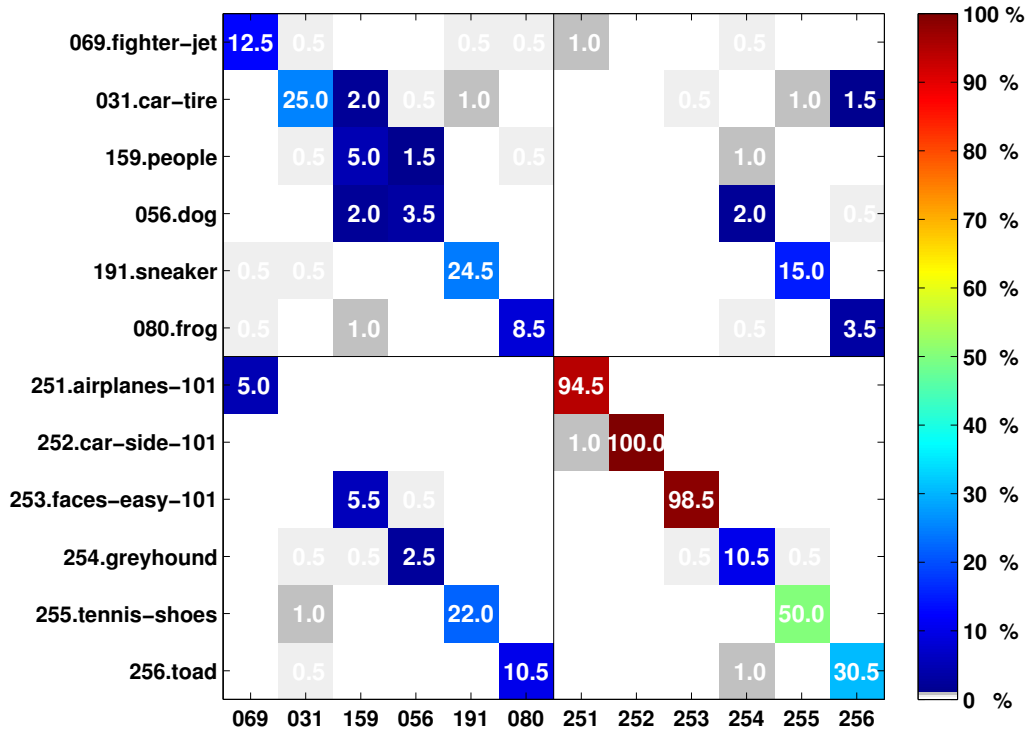 069.fighter−jet 12.5 0.5 0.5 0.5 1.0 0.5
031.car−tire 25.0 2.0 0.5 1.0 0.5 1.0 1.5
159.people 0.5 5.0 1.5 0.5 1.0
056.dog 2.0 3.5 2.0 0.5
191.sneaker 0.5 0.5 24.5 15.0
080.frog 0.5 1.0 8.5 0.5 3.5
251.airplanes−101 5.0 94.5
252.car−side−101 1.0 100.0
253.faces−easy−101 5.5 0.5 98.5
254.greyhound 0.5 0.5 2.5 0.5 10.5 0.5
255.tennis−shoes 1.0 22.0 50.0
256.toad 0.5 10.5 1.0 30.5
069 031 159 056 191 080 251 252 253 254 255 256
100 %
90 %
80 %
70 %
60 %
50 %
40 %
30 %
20 %
10 %
0 %